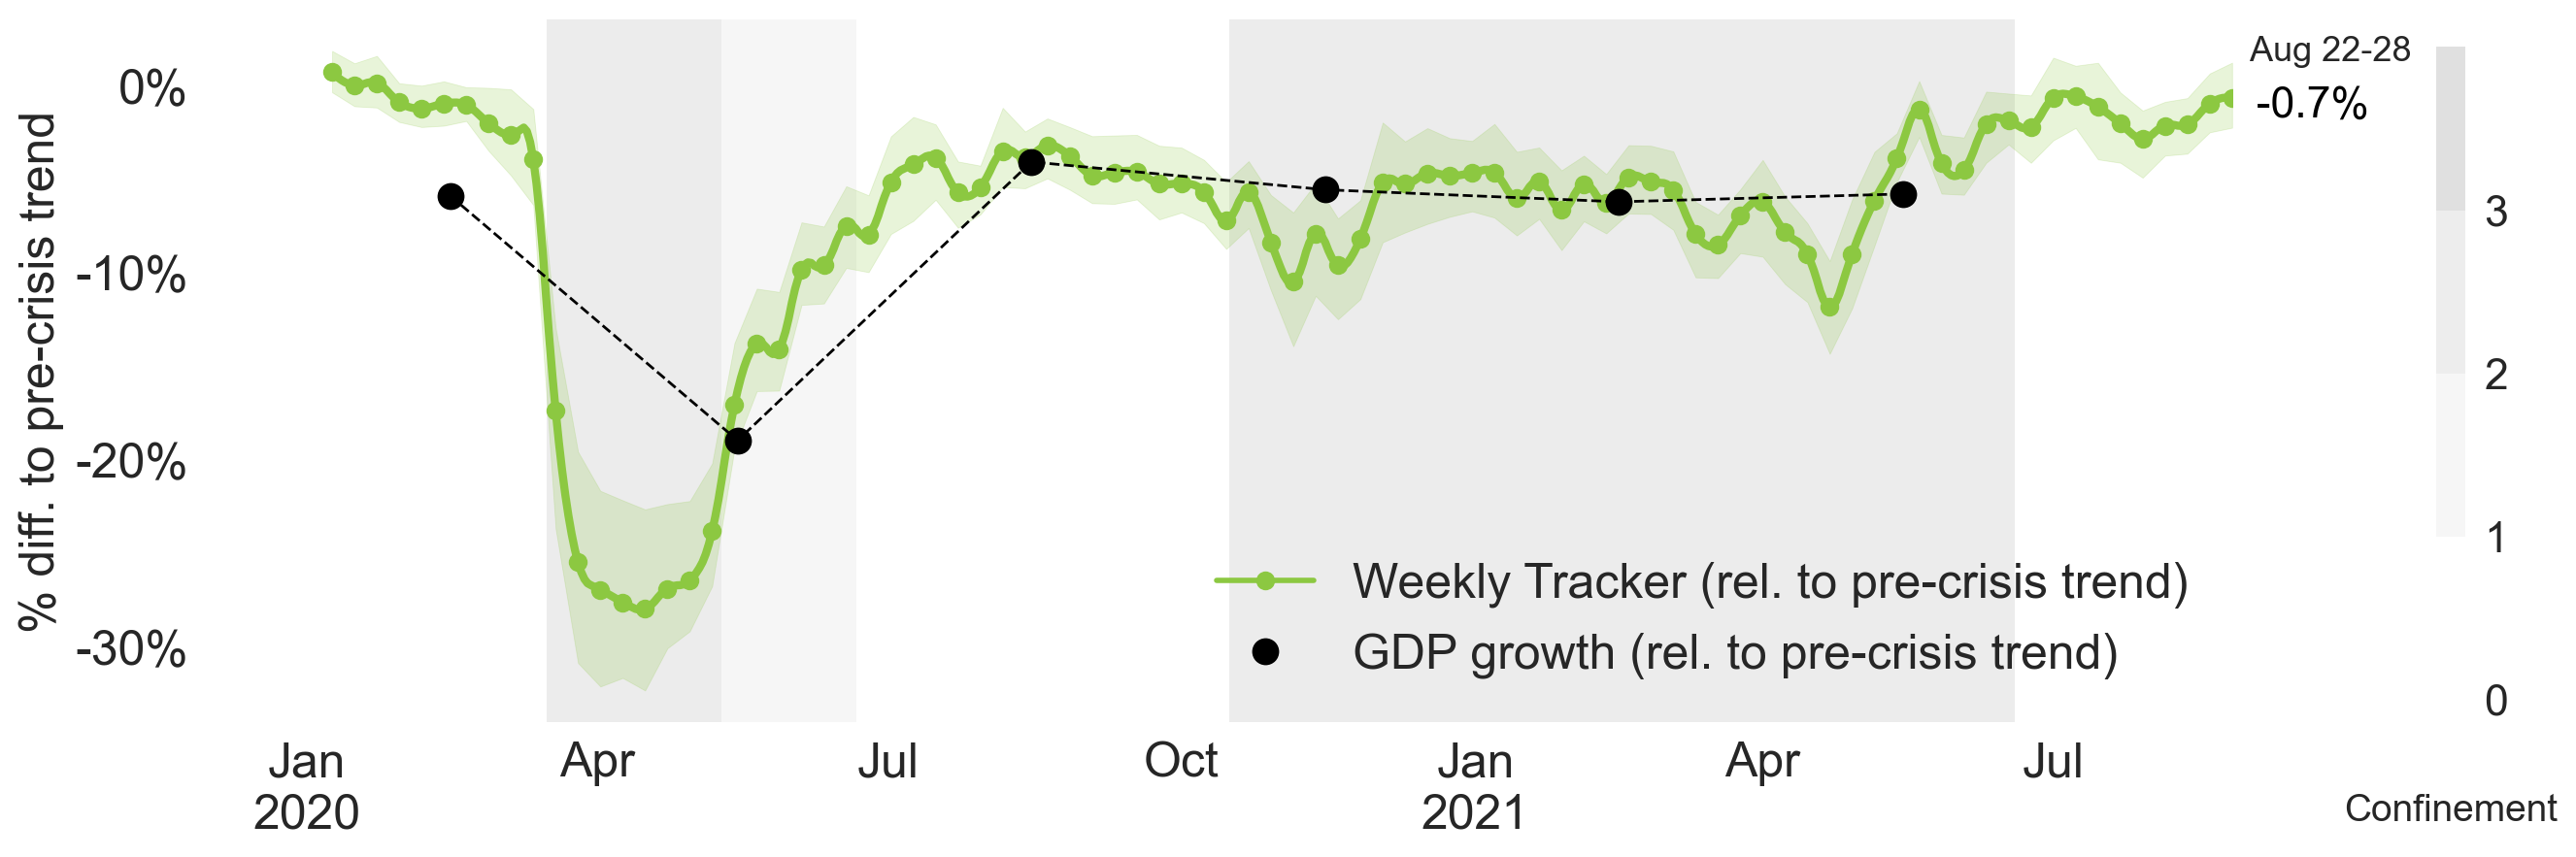 % diff. to pre-crisis trend
0%
-10%
-20%
-30%
Aug 22-28
-0.7%
3
2
1
0
Weekly Tracker (rel. to pre-crisis trend)
GDP growth (rel. to pre-crisis trend)
Jan Apr Jul Oct Jan Apr Jul
2020 2021
Confinement